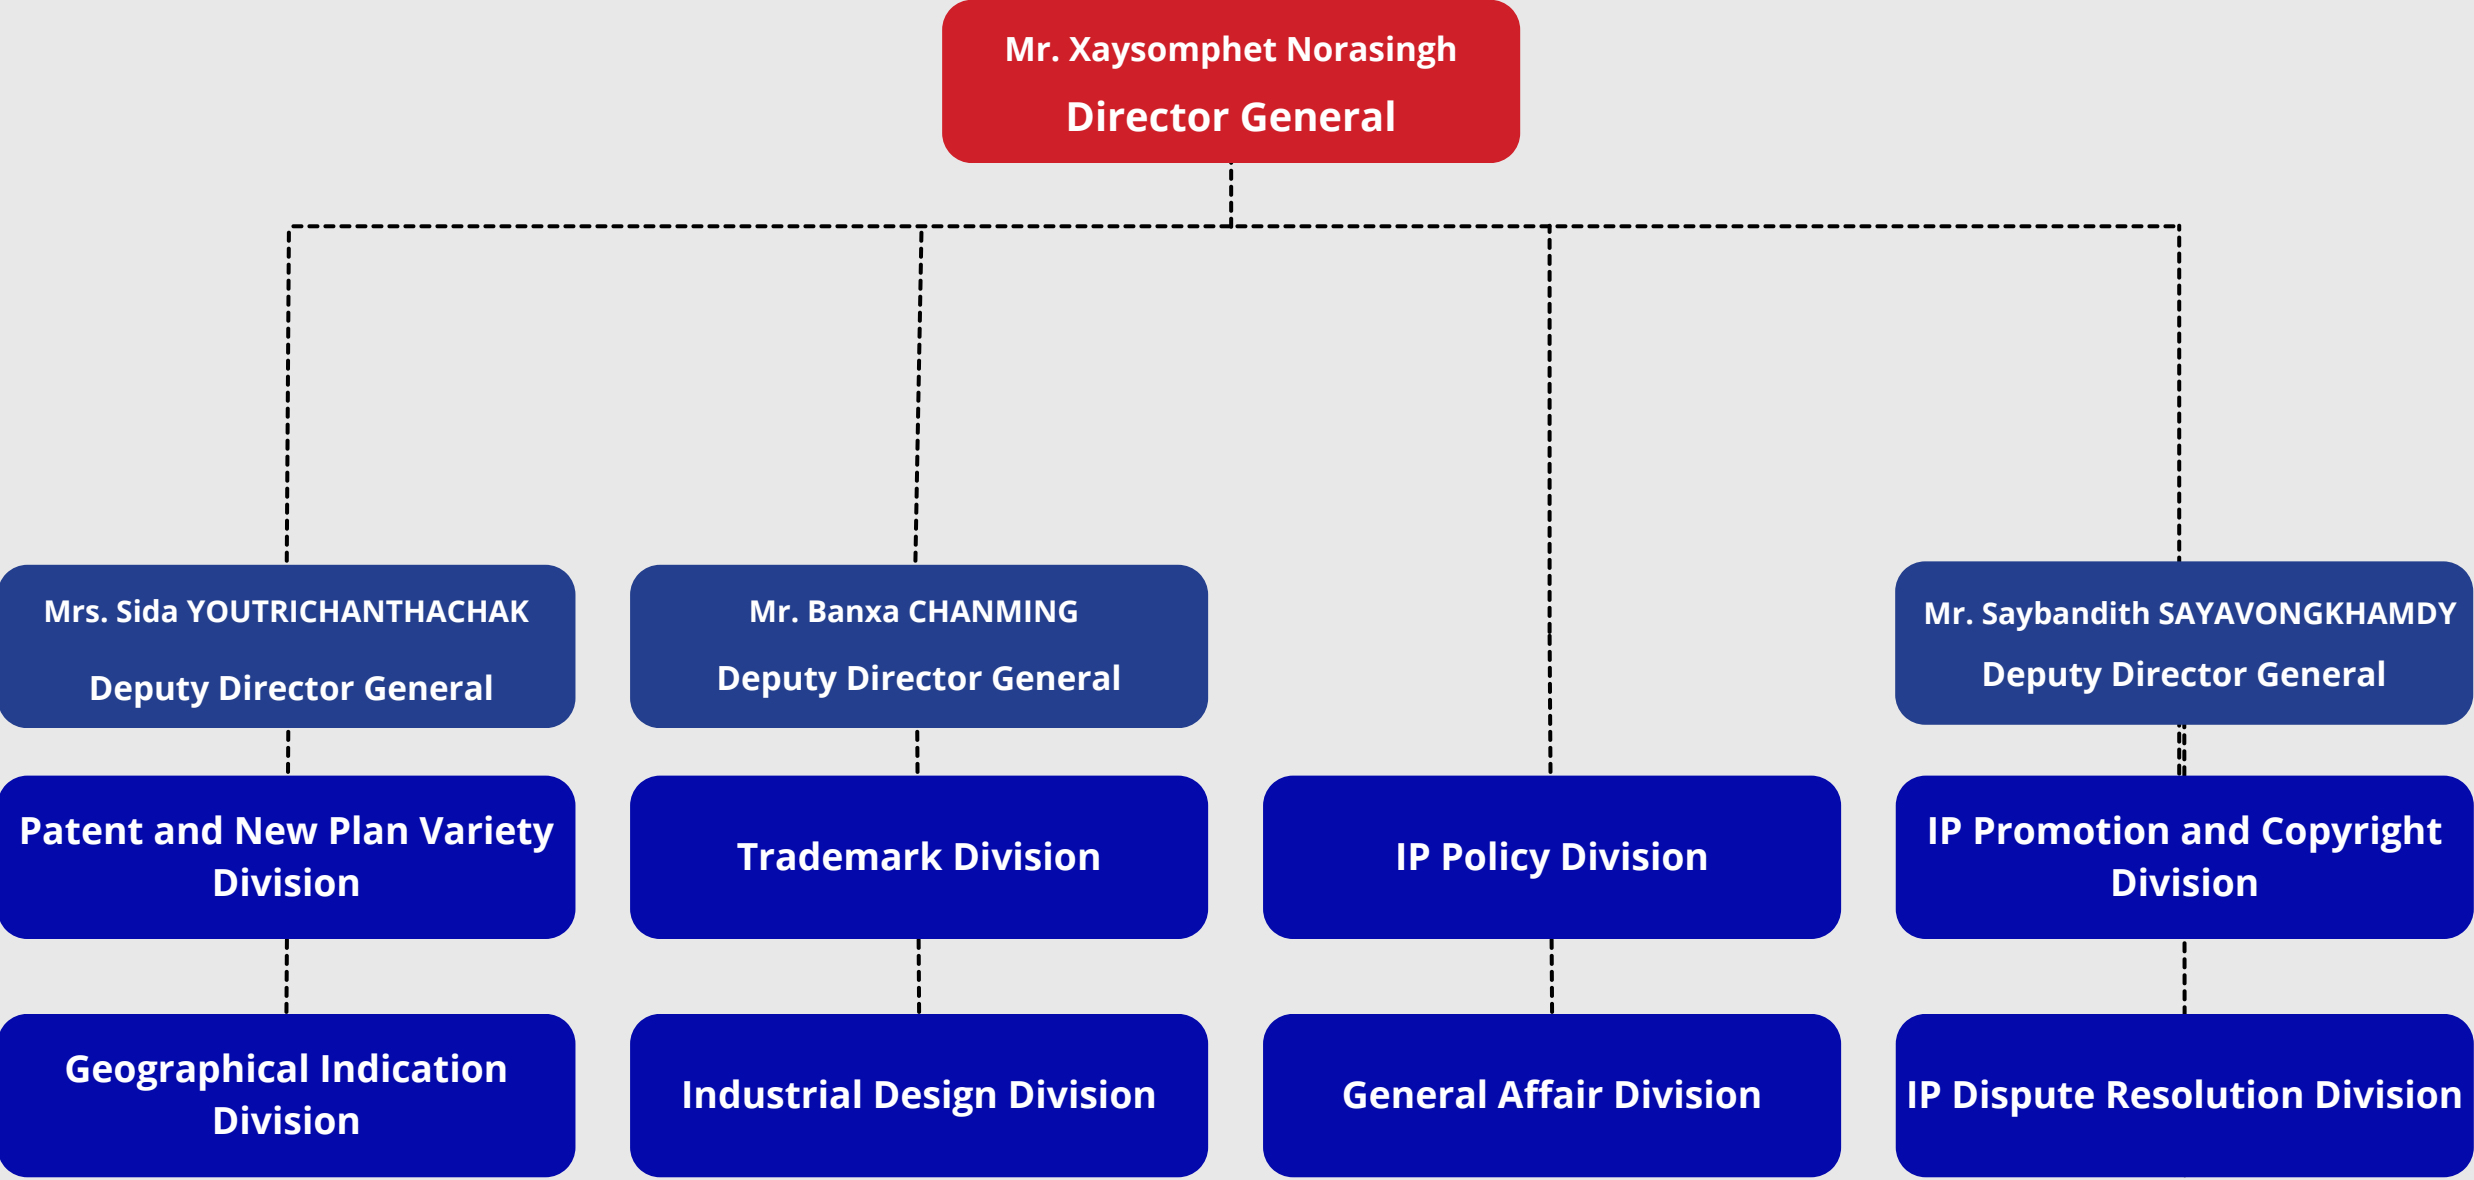 Mr. Xaysomphet Norasingh
Director General
Mrs. Sida YOUTRICHANTHACHAK
Deputy Director General
Mr. Banxa CHANMING
Deputy Director General
Mr. Saybandith SAYAVONGKHAMDY
Deputy Director General
Patent and New Plan Variety
Division
Trademark Division
IP Policy Division
IP Promotion and Copyright
Division
Geographical Indication
Division
Industrial Design Division
General Affair Division
IP Dispute Resolution Division